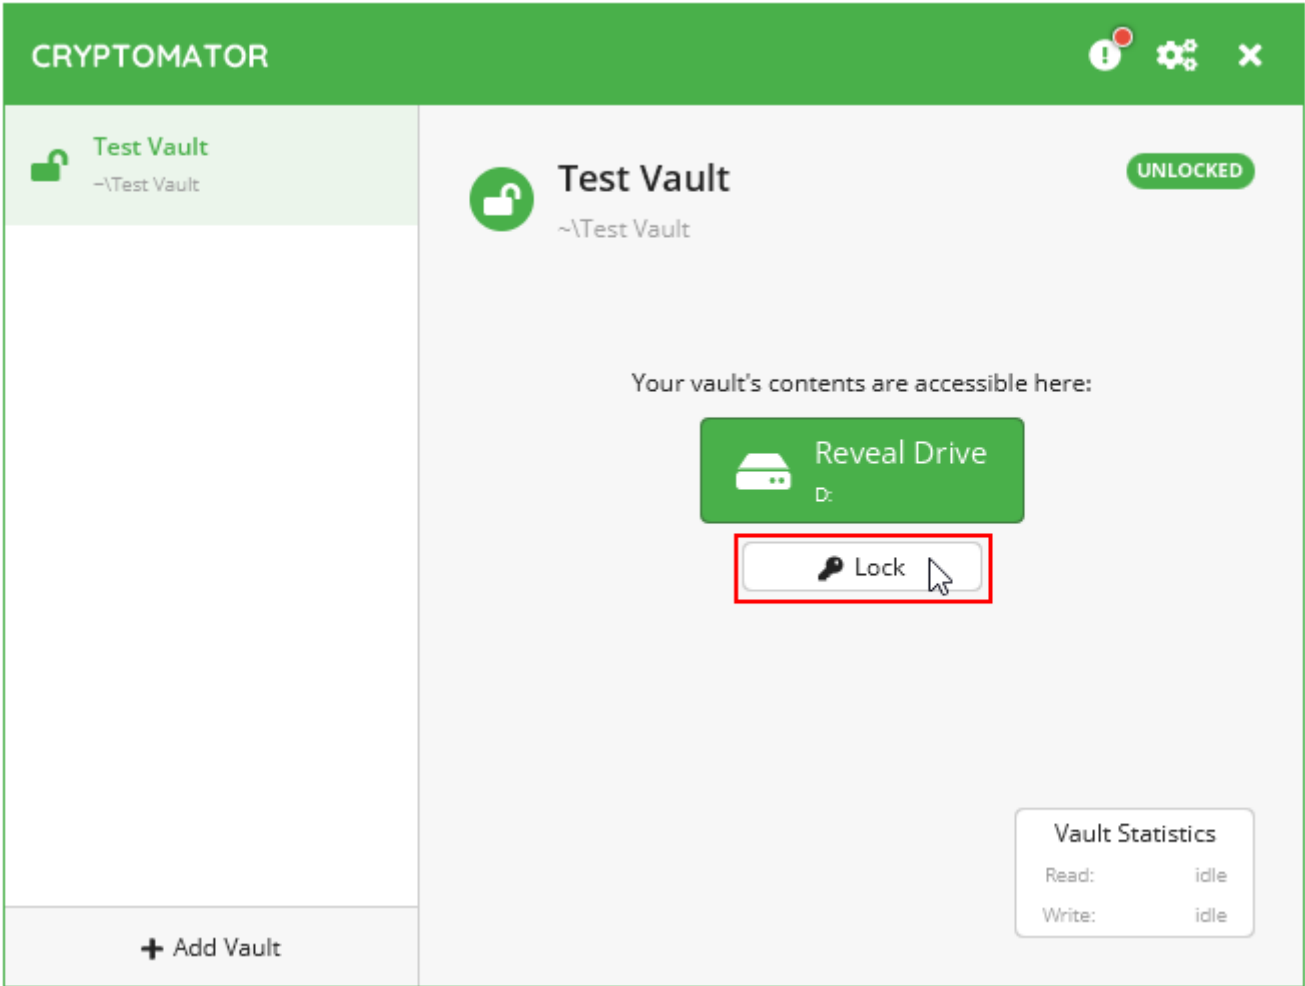 CRYPTOMATOR
Test Vault
~\Test Vault
Test Vault
~\Test Vault
UNLOCKED
Your vault's contents are accessible here:
Reveal Drive
D:
Lock
Vault Statistics
Read: idle
Write: idle
Add Vault